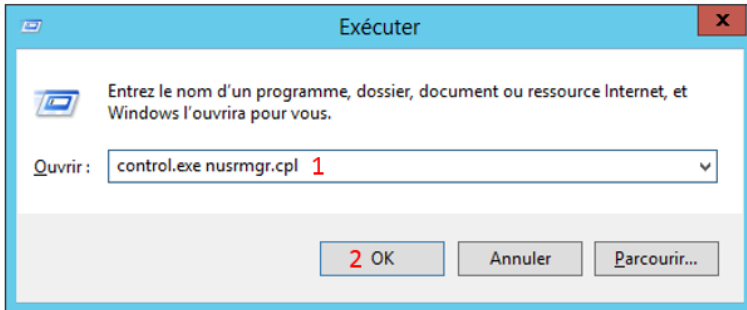 Exécuter
x
Entrez le nom d'un programme, dossier, document ou ressource Internet, et
Windows l'ouvrira pour vous.
Ouvrir : control.exe nusrmgr.cpl 1
2 OK Annuler Parcourir...